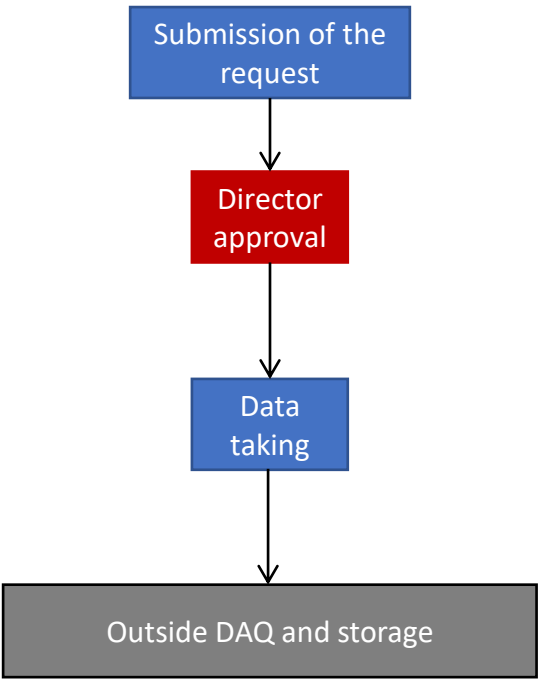 Submission of the
request
Director
approval
Data
taking
Outside DAQ and storage